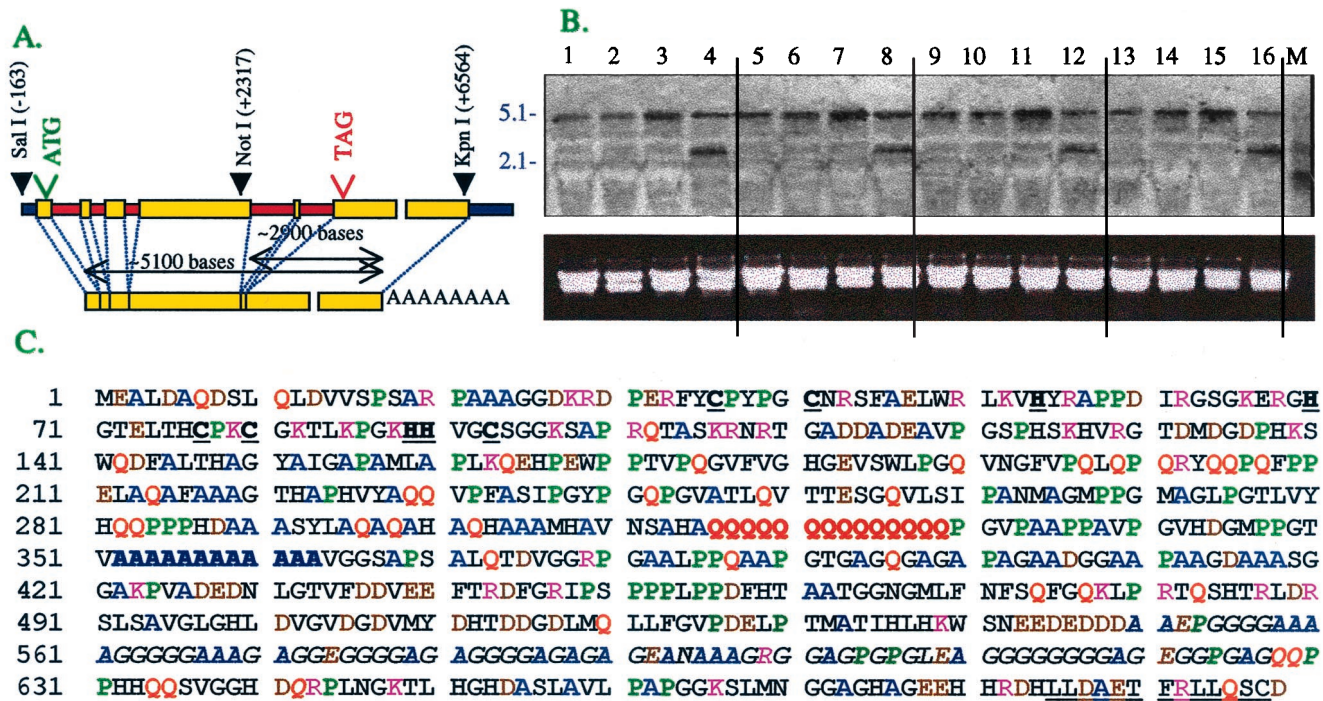 A.
Sal I (-163)
ATG
Not I (+2317)
TAG
Kpn I (+6564)
~2900 bases
~5100 bases
AAAAAAAA
B.
1 2 3 4 5 6 7 8 9 10 11 12 13 14 15 16 M
5.1-
2.1-
C.
1 MEALDAQDSL QLDVVSPSAR PAAAGGDKRD PERFYCPYPG CNRSFAELWR LKVHYRAPPD IRGSGKERGH
71 GTELTHCPKC GKTLKPGKHH VGCSGGKSAP RQTASKRNRT GADDADEAVP GSPHSKHVRG TDMDGDPHKS
141 WQDFALTHAG YAIGAPAMLA PLKQEHPEWP PTVPQGVFVG HGEVSWLPGQ VNGFVPQLQP QRYQQPQFPP
211 ELAQAFAAAG THAPHVYAQQ VPFASIPGYP GQPGVATLQV TTESGQVLSI PANMAGMPPG MAGLPGTLVY
281 HQQPPPHDAA ASYLAQAQAH AQHAAAMHAV NSAHAQQQQQ QQQQQQQQQP GVPAAPPAVP GVHDGMPPGT
351 VAAAAAAAAA AAAVGGSAPS ALQTDVGGRP GAALPPQAAP GTGAGQGAGA PAGAADGGAA PAAGDAAASG
421 GAKPVADEDN LGTVFDDVEE FTRDFGRIPS PPPLPPDFHT AATGGNGMLF NFSQFGQKLP RTQSHTRLDR
491 SLSAVGLGHL DVGVDGDVMY DHTDDGDLMQ LLFGVPDELP TMATIHLHKW SNEEDEDDDA AEPGGGGAAA
561 AGGGGGAAAG AGGEGGGGAG AGGGGAGAGA GEANAAAGRG GAGPGPGLEA GGGGGGGGAG EGGPGAGQQP
631 PHHQQSVGGH DQRPLNGKTL HGHDASLAVL PAPGGKSLMN GGAGHAGEEH HRDHLLDAET FRLLQSCD